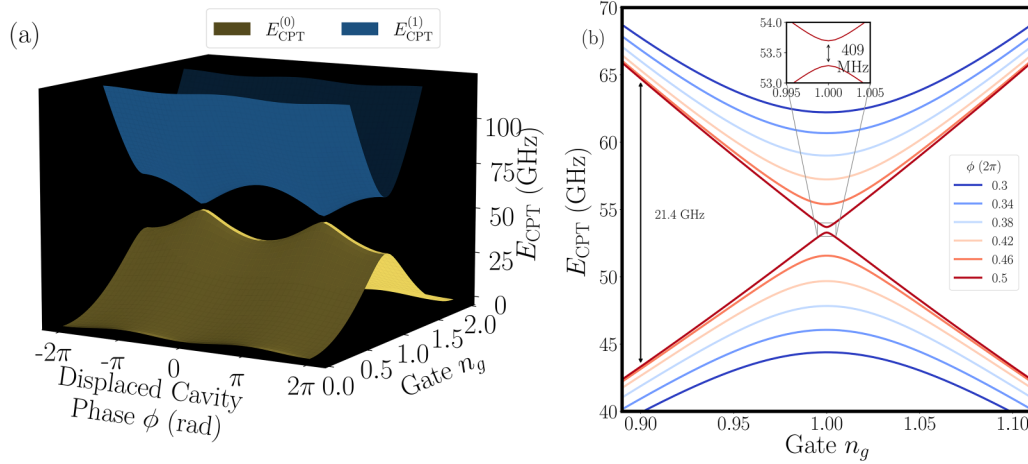 (a)
E_CPT^(0)
E_CPT^(1)
100
75
50
25
0
E_CPT (GHz)
-2π
-π
0
π
2π
Displaced Cavity
Phase ϕ (rad)
0.0
0.5
1.0
1.5
2.0
Gate n_g
(b)
70
65
60
55
50
45
40
E_CPT (GHz)
54.0
53.5
53.0
409
MHz
0.995
1.000
1.005
21.4 GHz
ϕ (2π)
0.3
0.34
0.38
0.42
0.46
0.5
0.90
0.95
1.00
1.05
1.10
Gate n_g